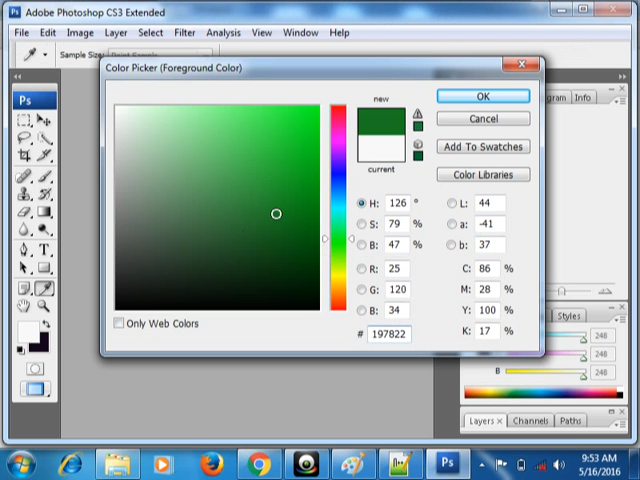 Ps Adobe Photoshop CS3 Extended
File Edit Image Layer Select Filter Analysis View Window Help
Sample Size:
Color Picker (Foreground Color)
Ps
new
current
OK
Cancel
Add To Swatches
Color Libraries
gram Info
H: 126 ° L: 44
S: 79 % a: -41
B: 47 % b: 37
R: 25 C: 86 %
G: 120 M: 28 %
B: 34 Y: 100 %
# 197822 K: 17 %
Only Web Colors
Styles
248
248
B 248
Layers × Channels Paths
Ps
9:53 AM
5/16/2016